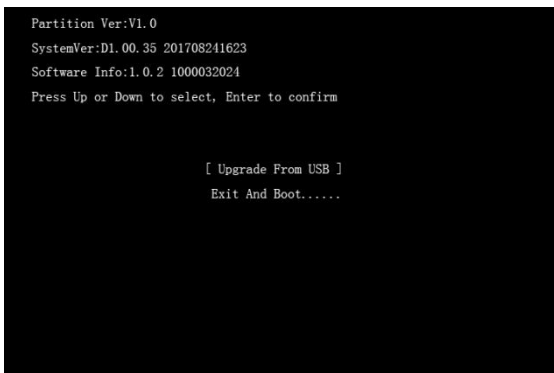 Partition Ver:V1.0
SystemVer:D1.00.35 201708241623
Software Info:1.0.2 1000032024
Press Up or Down to select, Enter to confirm
[ Upgrade From USB ]
Exit And Boot......